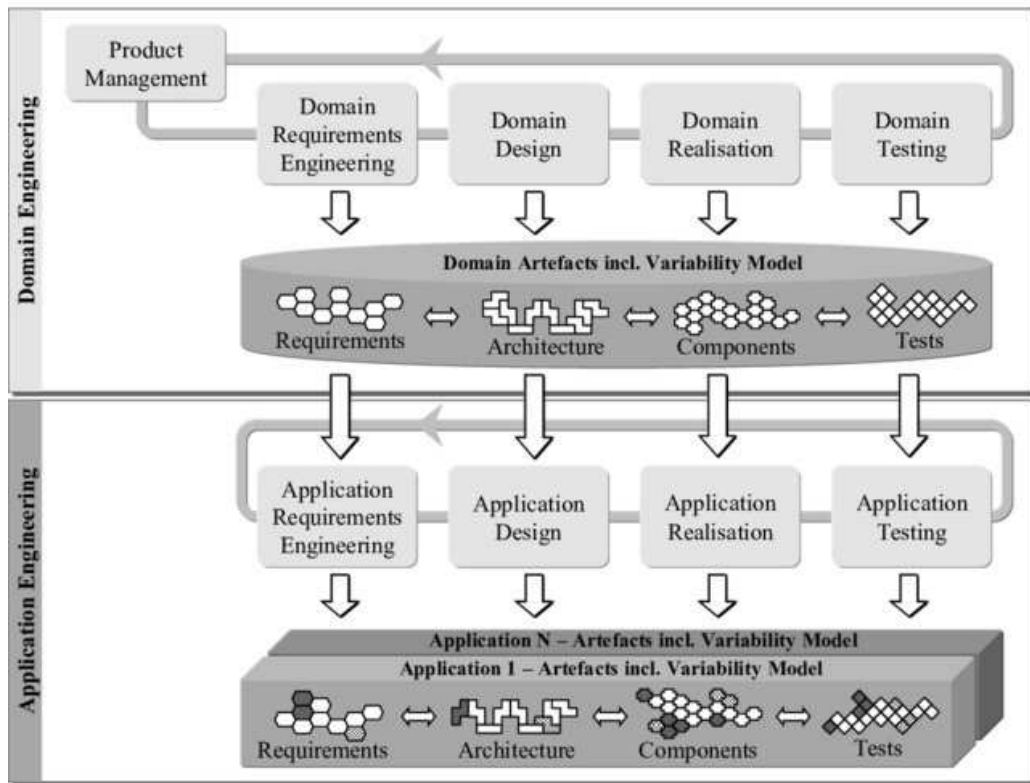 Domain Engineering
Product
Management
Domain
Requirements
Engineering
Domain
Design
Domain
Realisation
Domain
Testing
Domain Artefacts incl. Variability Model
Requirements
Architecture
Components
Tests
Application Engineering
Application
Requirements
Engineering
Application
Design
Application
Realisation
Application
Testing
Application N – Artefacts incl. Variability Model
Application 1 – Artefacts incl. Variability Model
Requirements
Architecture
Components
Tests